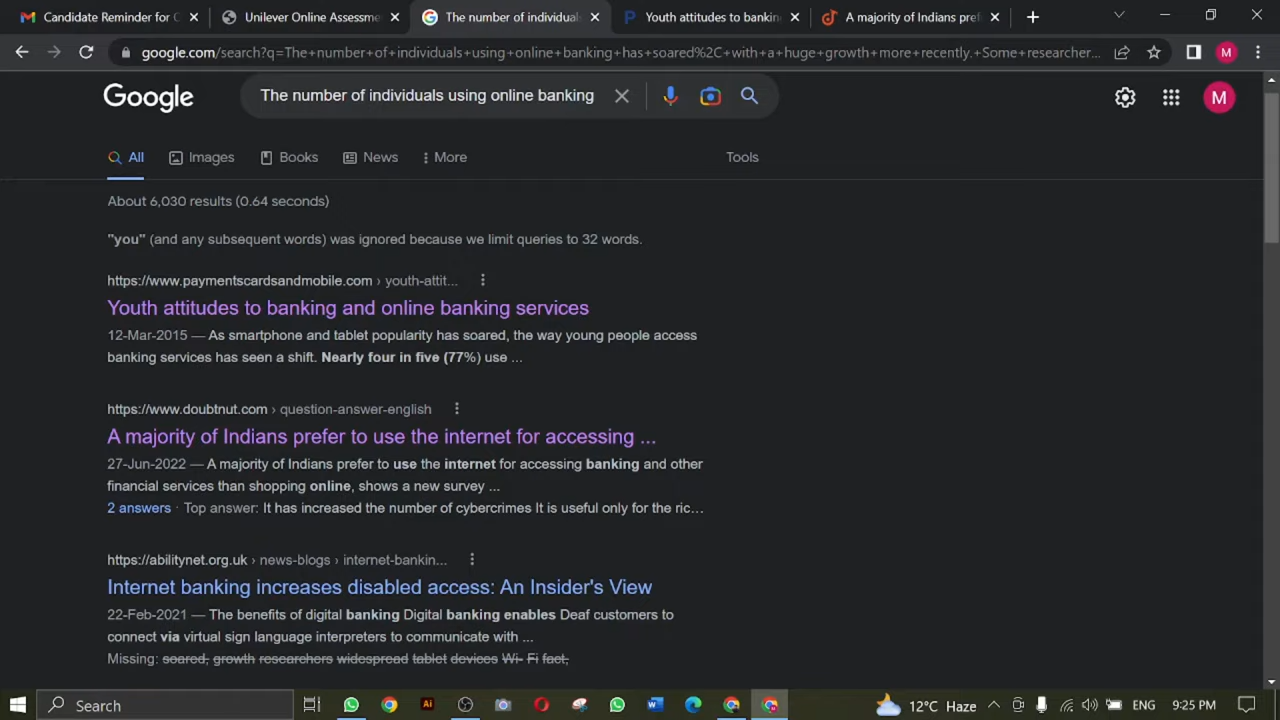 Candidate Reminder for C
Unilever Online Assessme
The number of individuals
Youth attitudes to bankin
A majority of Indians pref
google.com/search?q=The+number+of+individuals+using+online+banking+has+soared%2C+with+a+huge+growth+more+recently.+Some+researcher...
M
Google
The number of individuals using online banking
M
All
Images
Books
News
More
Tools
About 6,030 results (0.64 seconds)
"you" (and any subsequent words) was ignored because we limit queries to 32 words.
https://www.paymentscardsandmobile.com › youth-attit...
Youth attitudes to banking and online banking services
12-Mar-2015 — As smartphone and tablet popularity has soared, the way young people access
banking services has seen a shift. Nearly four in five (77%) use ...
https://www.doubtnut.com › question-answer-english
A majority of Indians prefer to use the internet for accessing ...
27-Jun-2022 — A majority of Indians prefer to use the internet for accessing banking and other
financial services than shopping online, shows a new survey ...
2 answers · Top answer: It has increased the number of cybercrimes It is useful only for the ric...
https://abilitynet.org.uk › news-blogs › internet-bankin...
Internet banking increases disabled access: An Insider's View
22-Feb-2021 — The benefits of digital banking Digital banking enables Deaf customers to
connect via virtual sign language interpreters to communicate with ...
Missing: soared, growth researchers widespread tablet devices Wi- Fi fact,
Search
Ai
12°C Haze
ENG
9:25 PM